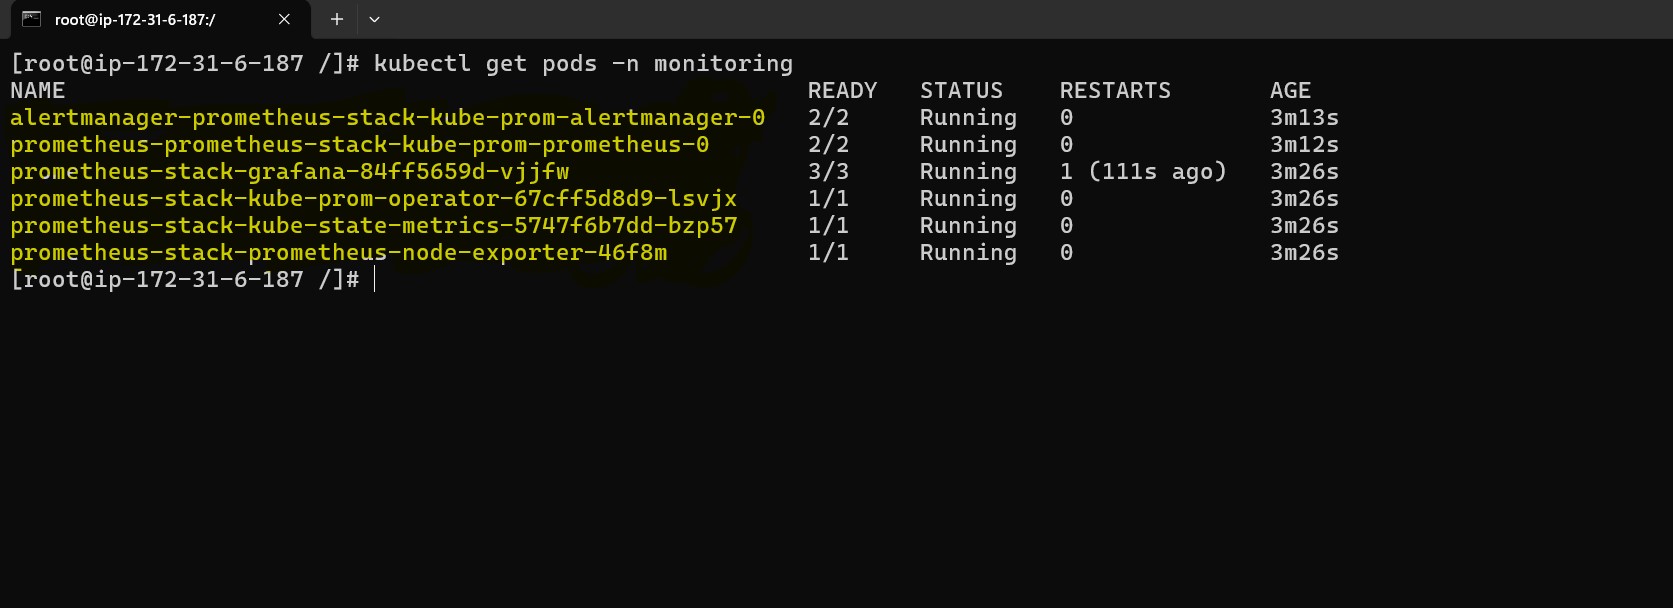 root@ip-172-31-6-187:/
[root@ip-172-31-6-187 /]# kubectl get pods -n monitoring
NAME READY STATUS RESTARTS AGE
alertmanager-prometheus-stack-kube-prom-alertmanager-0 2/2 Running 0 3m13s
prometheus-prometheus-stack-kube-prom-prometheus-0 2/2 Running 0 3m12s
prometheus-stack-grafana-84ff5659d-vjjfw 3/3 Running 1 (111s ago) 3m26s
prometheus-stack-kube-prom-operator-67cff5d8d9-lsvjx 1/1 Running 0 3m26s
prometheus-stack-kube-state-metrics-5747f6b7dd-bzp57 1/1 Running 0 3m26s
prometheus-stack-prometheus-node-exporter-46f8m 1/1 Running 0 3m26s
[root@ip-172-31-6-187 /]#